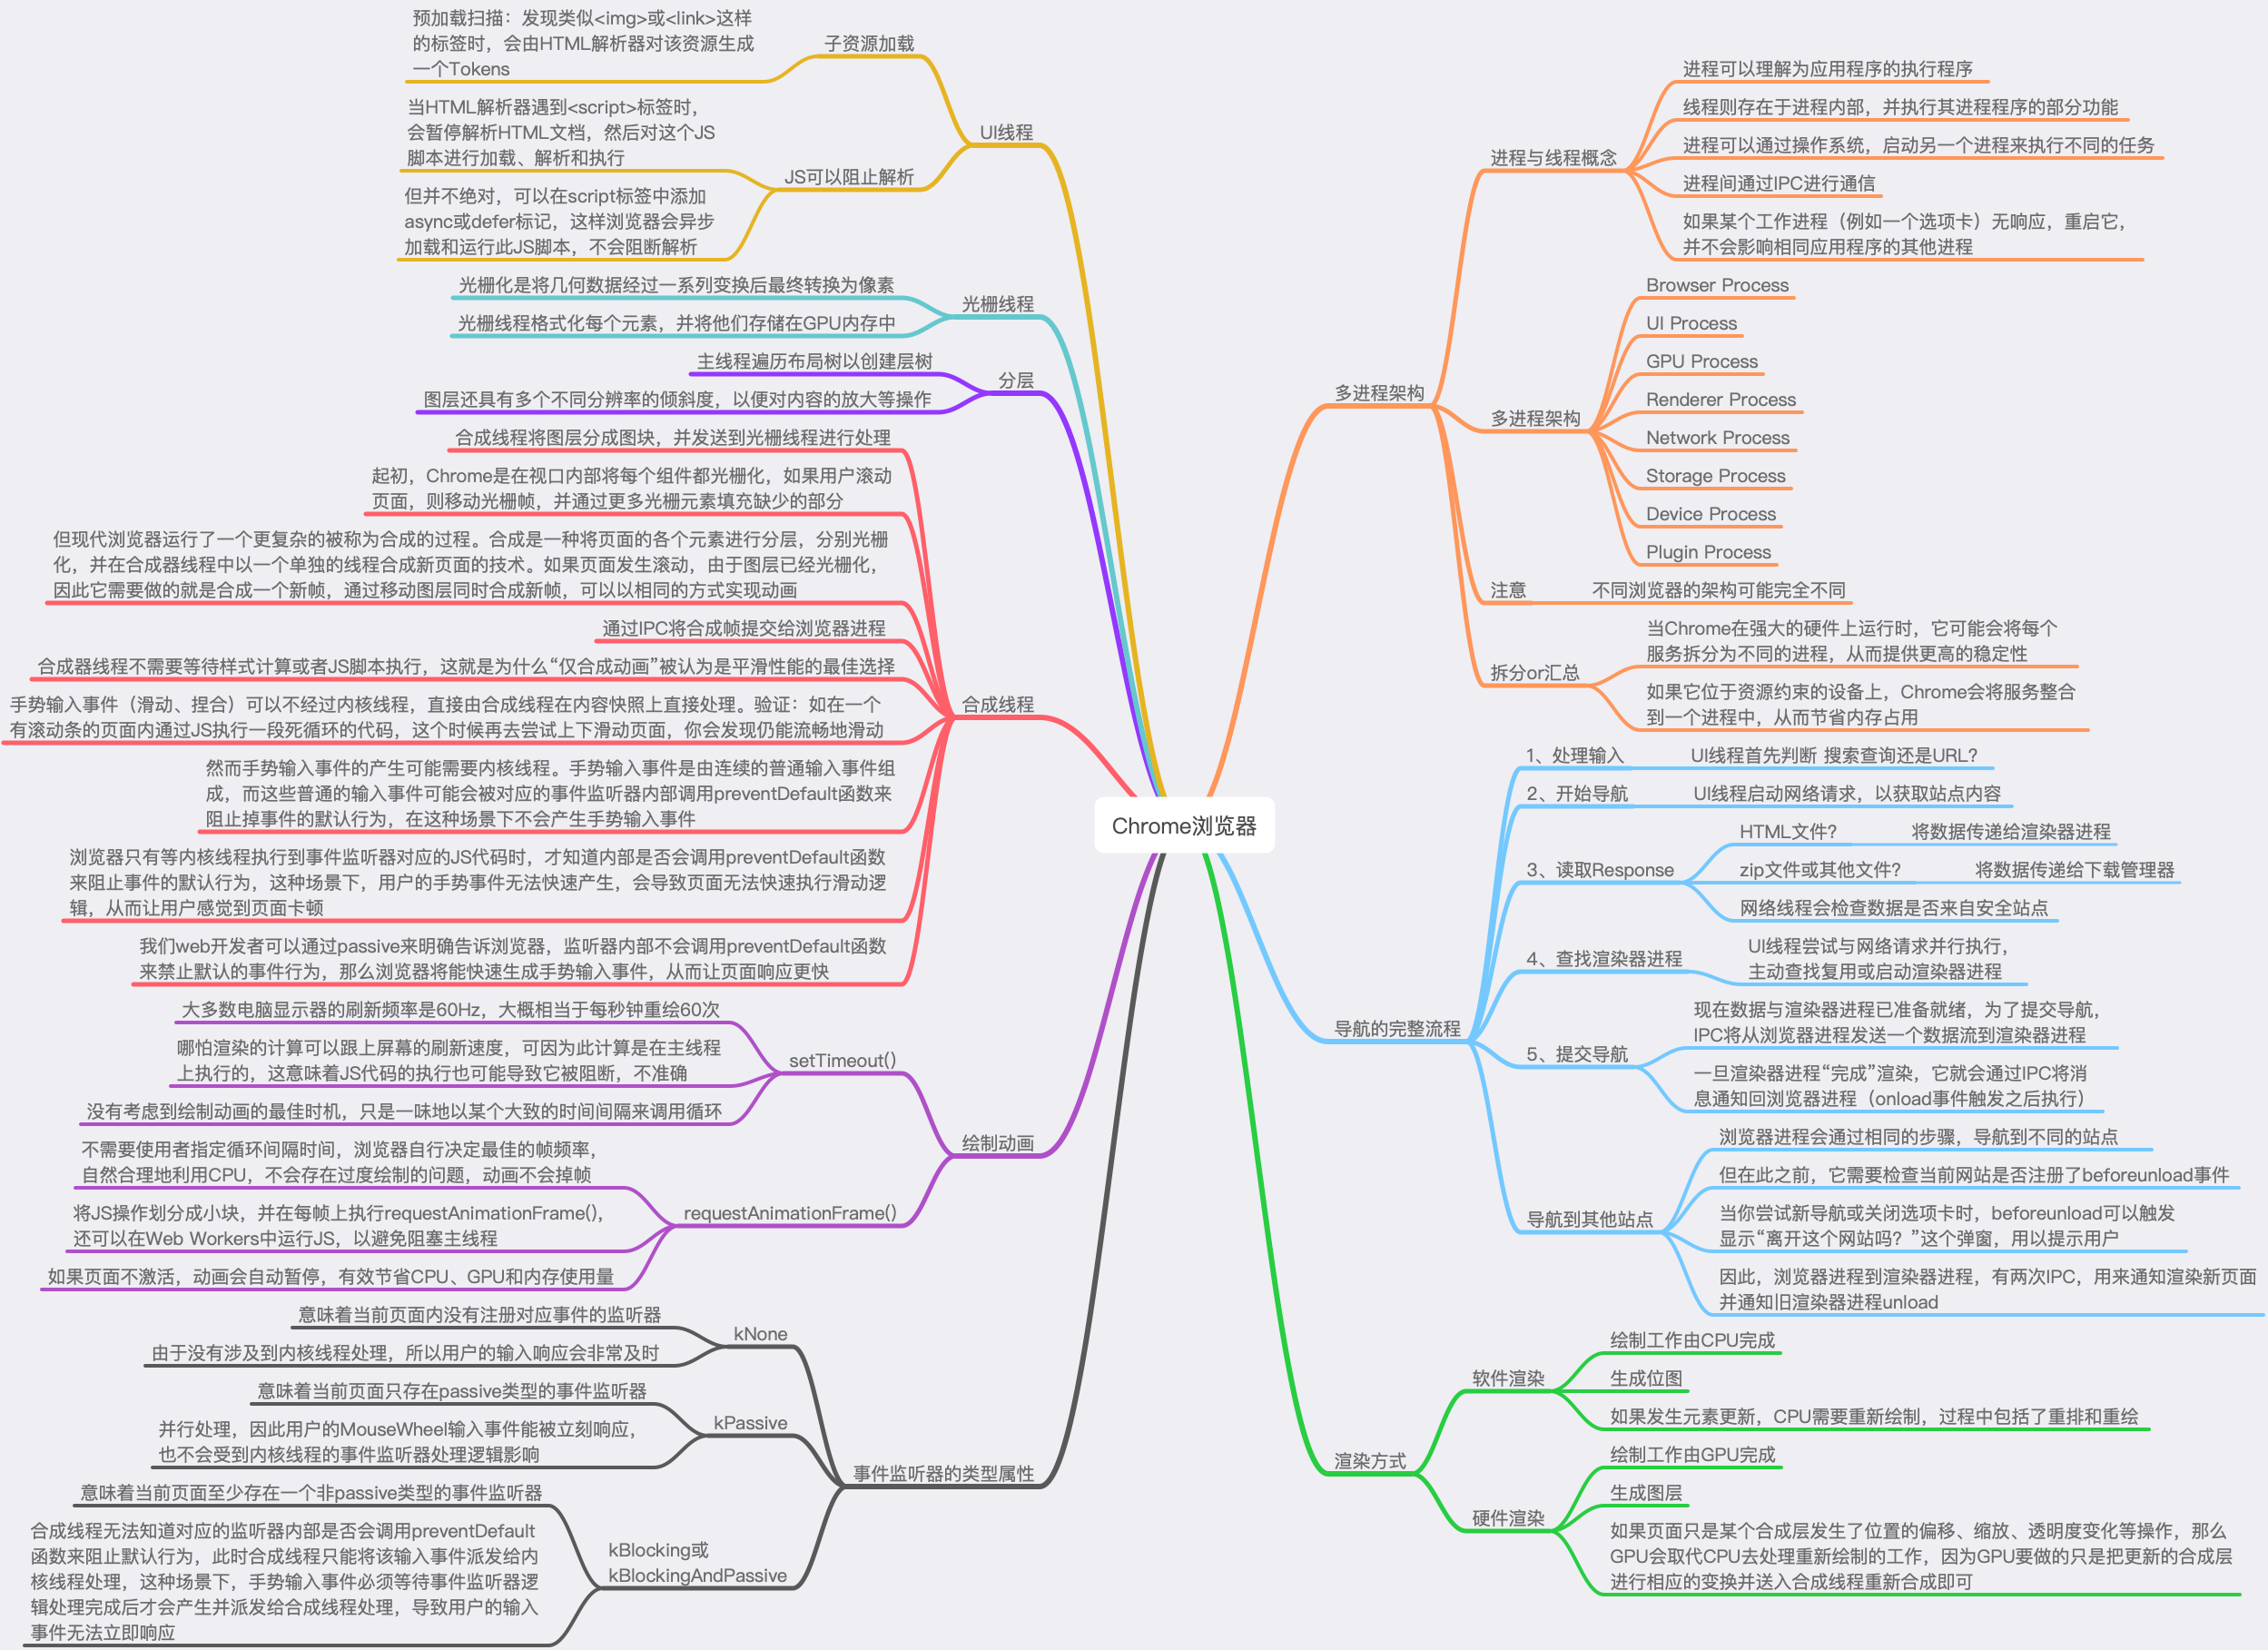 Chrome浏览器
多进程架构
进程与线程概念
进程可以理解为应用程序的执行程序
线程则存在于进程内部，并执行其进程程序的部分功能
进程可以通过操作系统，启动另一个进程来执行不同的任务
进程间通过IPC进行通信
如果某个工作进程（例如一个选项卡）无响应，重启它，
并不会影响相同应用程序的其他进程
多进程架构
Browser Process
UI Process
GPU Process
Renderer Process
Network Process
Storage Process
Device Process
Plugin Process
注意
不同浏览器的架构可能完全不同
拆分or汇总
当Chrome在强大的硬件上运行时，它可能会将每个
服务拆分为不同的进程，从而提供更高的稳定性
如果它位于资源约束的设备上，Chrome会将服务整合
到一个进程中，从而节省内存占用
导航的完整流程
1、处理输入
UI线程首先判断 搜索查询还是URL?
2、开始导航
UI线程启动网络请求，以获取站点内容
3、读取Response
HTML文件?
将数据传递给渲染器进程
zip文件或其他文件?
将数据传递给下载管理器
网络线程会检查数据是否来自安全站点
4、查找渲染器进程
UI线程尝试与网络请求并行执行，
主动查找复用或启动渲染器进程
5、提交导航
现在数据与渲染器进程已准备就绪，为了提交导航，
IPC将从浏览器进程发送一个数据流到渲染器进程
一旦渲染器进程“完成”渲染，它就会通过IPC将消
息通知回浏览器进程（onload事件触发之后执行）
导航到其他站点
浏览器进程会通过相同的步骤，导航到不同的站点
但在此之前，它需要检查当前网站是否注册了beforeunload事件
当你尝试新导航或关闭选项卡时，beforeunload可以触发
显示“离开这个网站吗？”这个弹窗，用以提示用户
因此，浏览器进程到渲染器进程，有两次IPC，用来通知渲染新页面
并通知旧渲染器进程unload
渲染方式
软件渲染
绘制工作由CPU完成
生成位图
如果发生元素更新，CPU需要重新绘制，过程中包括了重排和重绘
硬件渲染
绘制工作由GPU完成
生成图层
如果页面只是某个合成层发生了位置的偏移、缩放、透明度变化等操作，那么
GPU会取代CPU去处理重新绘制的工作，因为GPU要做的只是把更新的合成层
进行相应的变换并送入合成线程重新合成即可
UI线程
子资源加载
预加载扫描：发现类似<img>或<link>这样
的标签时，会由HTML解析器对该资源生成
一个Tokens
JS可以阻止解析
当HTML解析器遇到<script>标签时，
会暂停解析HTML文档，然后对这个JS
脚本进行加载、解析和执行
但并不绝对，可以在script标签中添加
async或defer标记，这样浏览器会异步
加载和运行此JS脚本，不会阻断解析
光栅线程
光栅化是将几何数据经过一系列变换后最终转换为像素
光栅线程格式化每个元素，并将他们存储在GPU内存中
分层
主线程遍历布局树以创建层树
图层还具有多个不同分辨率的倾斜度，以便对内容的放大等操作
合成线程
合成线程将图层分成图块，并发送到光栅线程进行处理
起初，Chrome是在视口内部将每个组件都光栅化，如果用户滚动
页面，则移动光栅帧，并通过更多光栅元素填充缺少的部分
但现代浏览器运行了一个更复杂的被称为合成的过程。合成是一种将页面的各个元素进行分层，分别光栅
化，并在合成器线程中以一个单独的线程合成新页面的技术。如果页面发生滚动，由于图层已经光栅化，
因此它需要做的就是合成一个新帧，通过移动图层同时合成新帧，可以以相同的方式实现动画
通过IPC将合成帧提交给浏览器进程
合成器线程不需要等待样式计算或者JS脚本执行，这就是为什么“仅合成动画”被认为是平滑性能的最佳选择
手势输入事件（滑动、捏合）可以不经过内核线程，直接由合成线程在内容快照上直接处理。验证：如在一个
有滚动条的页面内通过JS执行一段死循环的代码，这个时候再去尝试上下滑动页面，你会发现仍能流畅地滑动
然而手势输入事件的产生可能需要内核线程。手势输入事件是由连续的普通输入事件组
成，而这些普通的输入事件可能会被对应的事件监听器内部调用preventDefault函数来
阻止掉事件的默认行为，在这种场景下不会产生手势输入事件
浏览器只有等内核线程执行到事件监听器对应的JS代码时，才知道内部是否会调用preventDefault函数
来阻止事件的默认行为，这种场景下，用户的手势事件无法快速产生，会导致页面无法快速执行滑动逻
辑，从而让用户感觉到页面卡顿
我们web开发者可以通过passive来明确告诉浏览器，监听器内部不会调用preventDefault函数
来禁止默认的事件行为，那么浏览器将能快速生成手势输入事件，从而让页面响应更快
绘制动画
setTimeout()
大多数电脑显示器的刷新频率是60Hz，大概相当于每秒钟重绘60次
哪怕渲染的计算可以跟上屏幕的刷新速度，可因为此计算是在主线程
上执行的，这意味着JS代码的执行也可能导致它被阻断，不准确
没有考虑到绘制动画的最佳时机，只是一味地以某个大致的时间间隔来调用循环
requestAnimationFrame()
不需要使用者指定循环间隔时间，浏览器自行决定最佳的帧频率，
自然合理地利用CPU，不会存在过度绘制的问题，动画不会掉帧
将JS操作划分成小块，并在每帧上执行requestAnimationFrame()，
还可以在Web Workers中运行JS，以避免阻塞主线程
如果页面不激活，动画会自动暂停，有效节省CPU、GPU和内存使用量
事件监听器的类型属性
kNone
意味着当前页面内没有注册对应事件的监听器
由于没有涉及到内核线程处理，所以用户的输入响应会非常及时
kPassive
意味着当前页面只存在passive类型的事件监听器
并行处理，因此用户的MouseWheel输入事件能被立刻响应，
也不会受到内核线程的事件监听器处理逻辑影响
kBlocking或
kBlockingAndPassive
意味着当前页面至少存在一个非passive类型的事件监听器
合成线程无法知道对应的监听器内部是否会调用preventDefault
函数来阻止默认行为，此时合成线程只能将该输入事件派发给内
核线程处理，这种场景下，手势输入事件必须等待事件监听器逻
辑处理完成后才会产生并派发给合成线程处理，导致用户的输入
事件无法立即响应